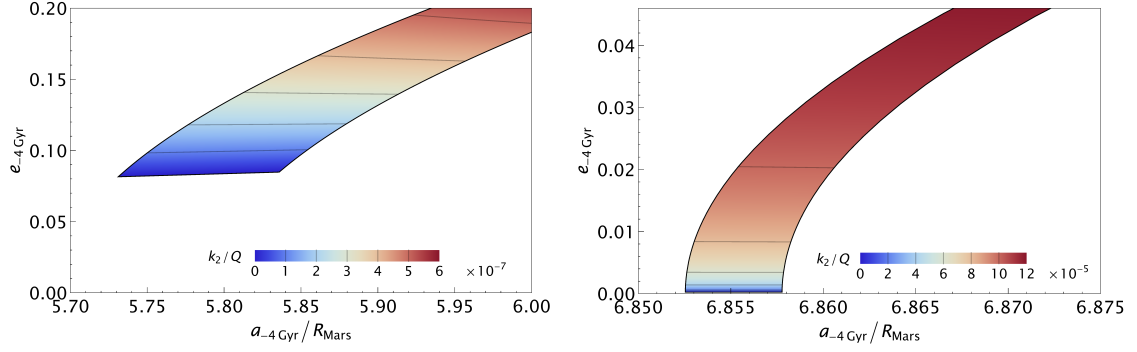 0.20
0.15
0.10
0.05
0.00
e₋₄ Gyr
k₂/Q
0 1 2 3 4 5 6 ×10⁻⁷
5.70 5.75 5.80 5.85 5.90 5.95 6.00
a₋₄ Gyr/R_Mars
0.04
0.03
0.02
0.01
0.00
e₋₄ Gyr
k₂/Q
0 2 4 6 8 10 12 ×10⁻⁵
6.850 6.855 6.860 6.865 6.870 6.875
a₋₄ Gyr/R_Mars